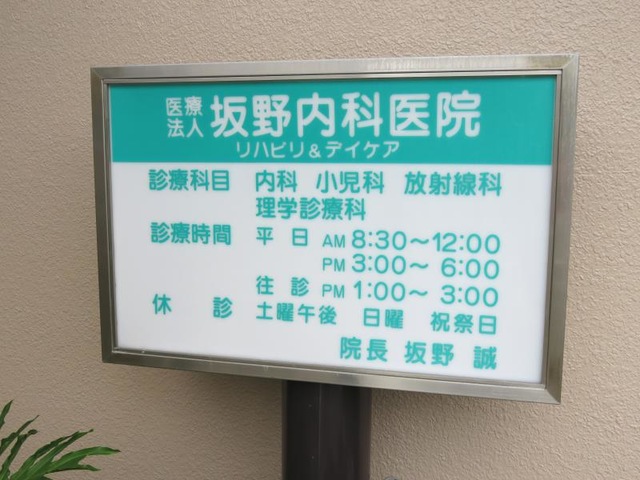 医療法人 坂野内科医院
リハビリ&デイケア
診療科目 内科 小児科 放射線科
理学診療科
診療時間 平日 AM 8:30〜12:00
PM 3:00〜 6:00
往診 PM 1:00〜 3:00
休診 土曜午後 日曜 祝祭日
院長 坂野 誠